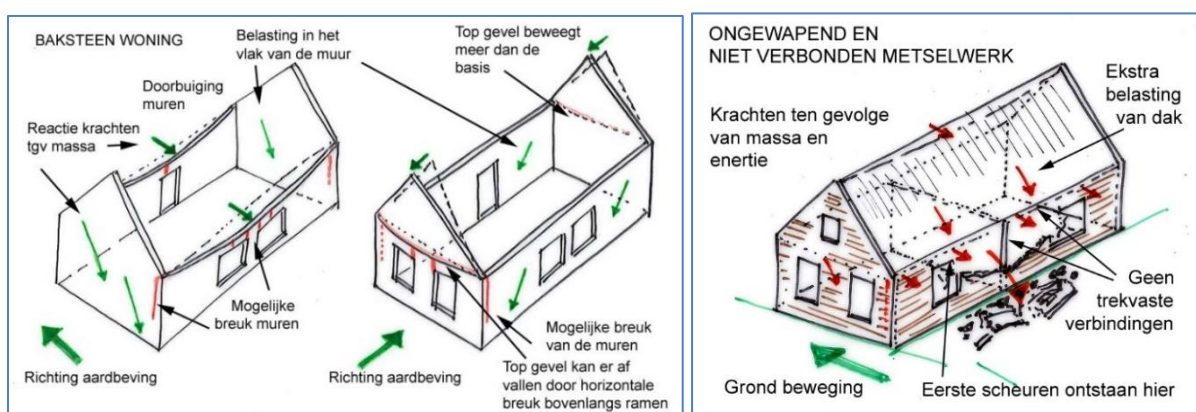 BAKSTEEN WONING
Belasting in het
vlak van de muur
Top gevel beweegt
meer dan de
basis
Doorbuiging
muren
Reactie krachten
tgv massa
Mogelijke
breuk muren
Richting aardbeving
Mogelijke breuk
van de muren
Top gevel kan er af
vallen door horizontale
breuk bovenlangs ramen
Richting aardbeving
ONGEWAPEND EN
NIET VERBONDEN METSELWERK
Krachten ten gevolge
van massa en
enertie
Ekstra
belasting
van dak
Geen
trekvaste
verbindingen
Grond beweging
Eerste scheuren ontstaan hier